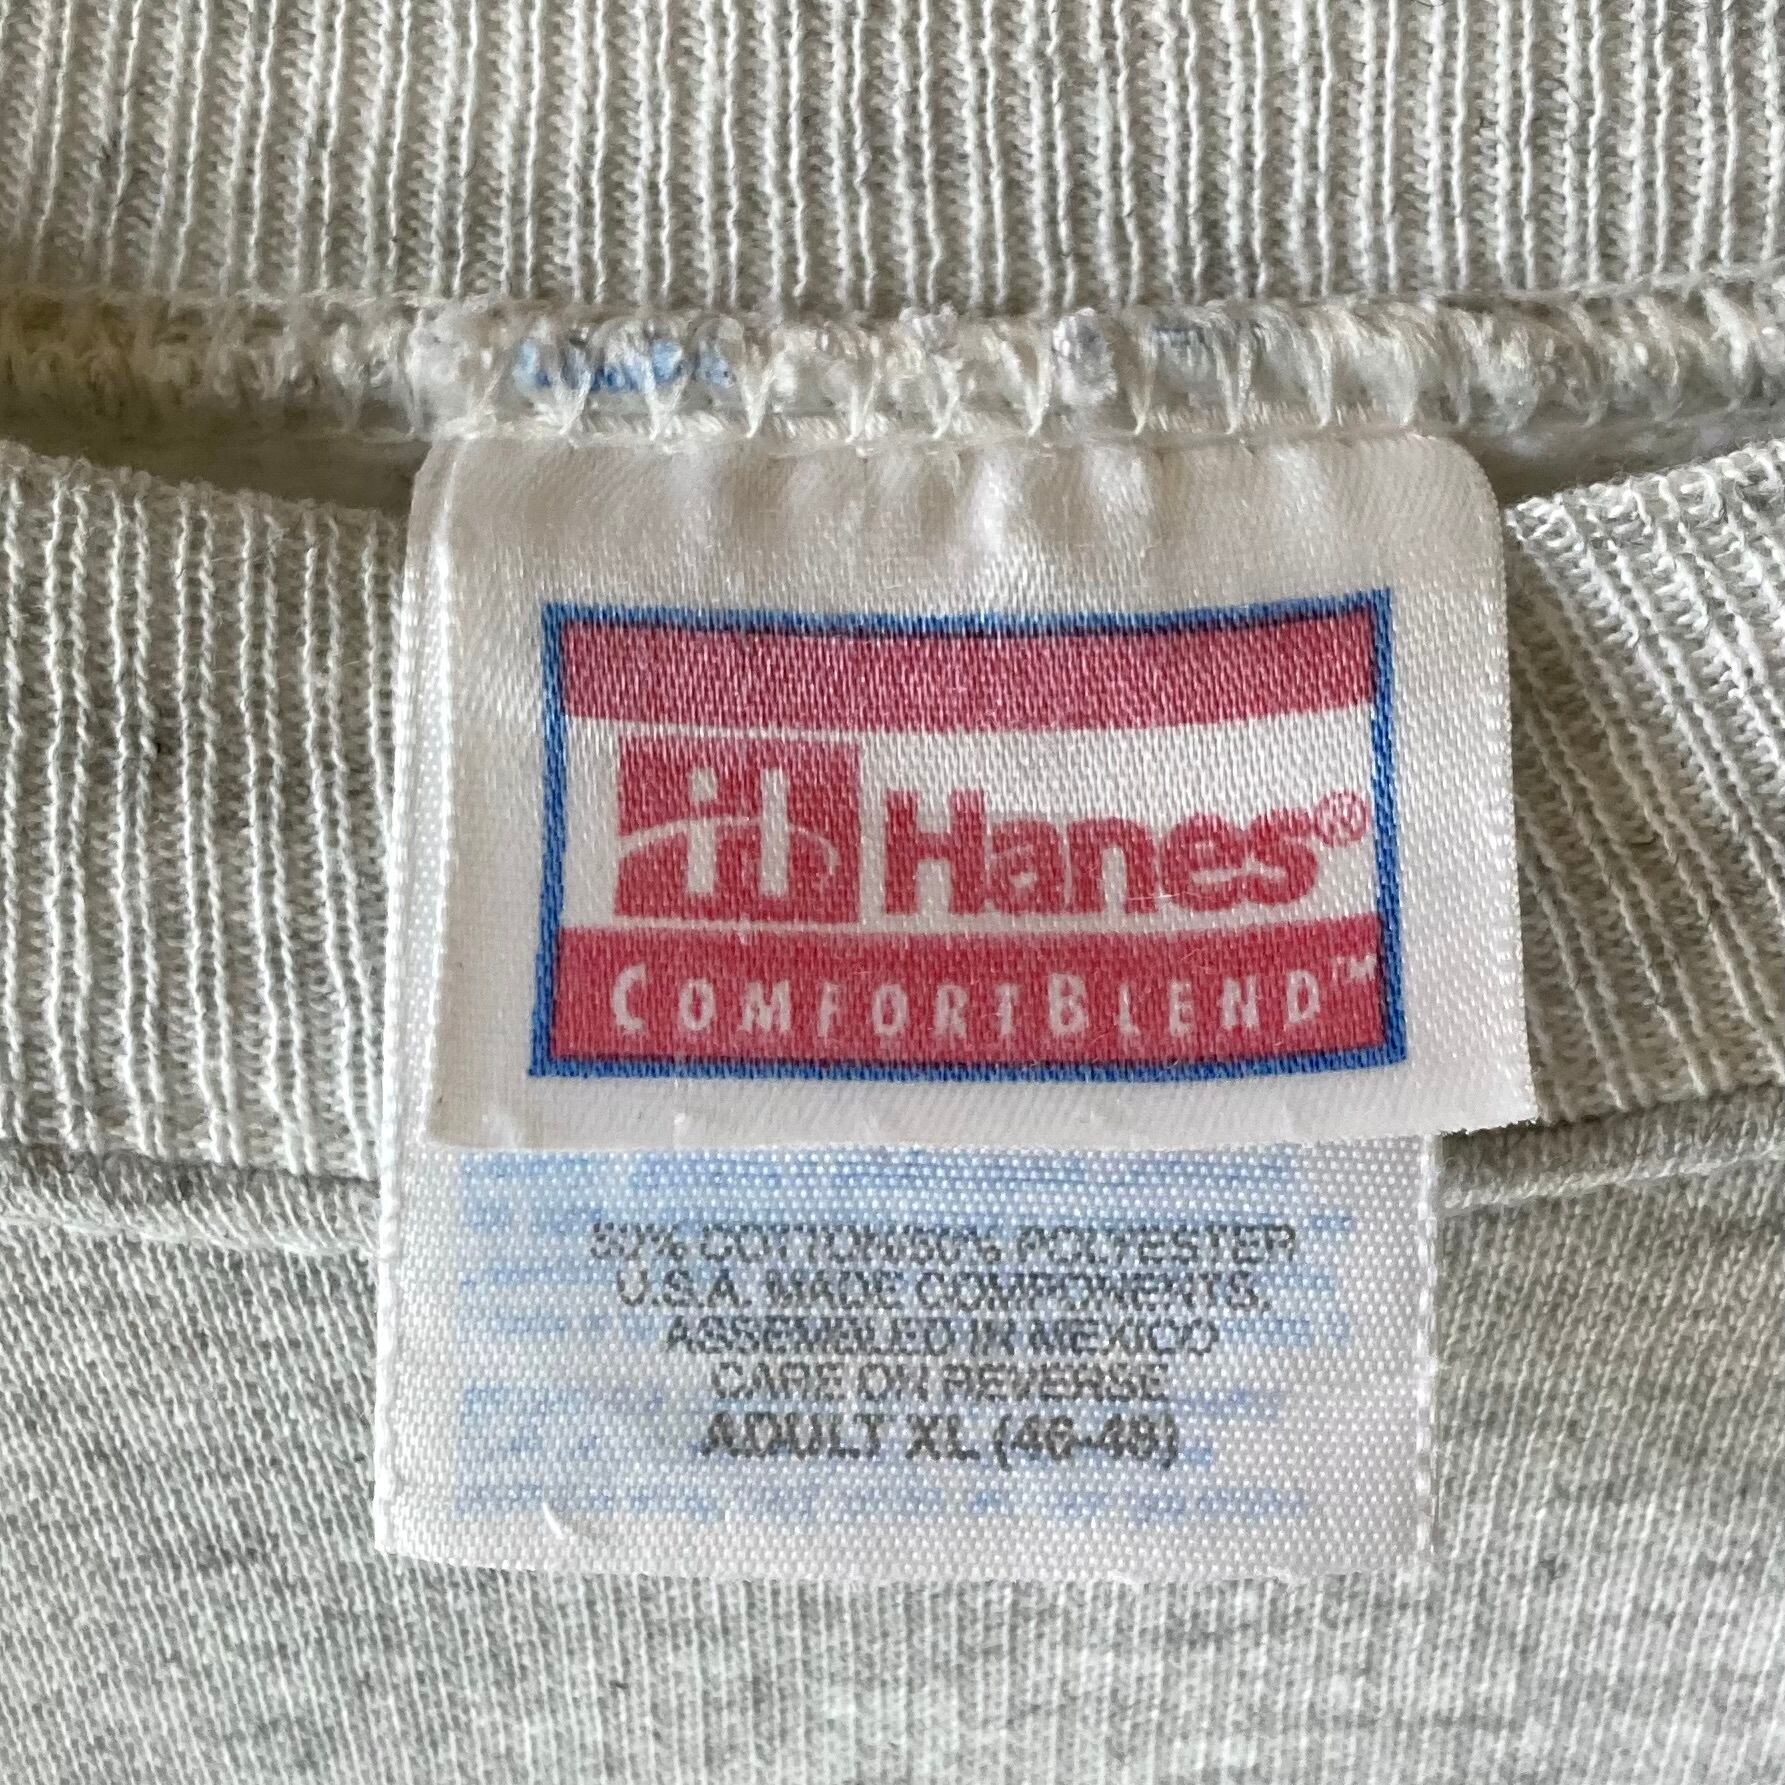 Hanes®
COMFORTBLEND™
50% COTTON/50% POLYESTER
U.S.A. MADE COMPONENTS.
ASSEMBLED IN MEXICO
CARE ON REVERSE
ADULT XL (46-48)